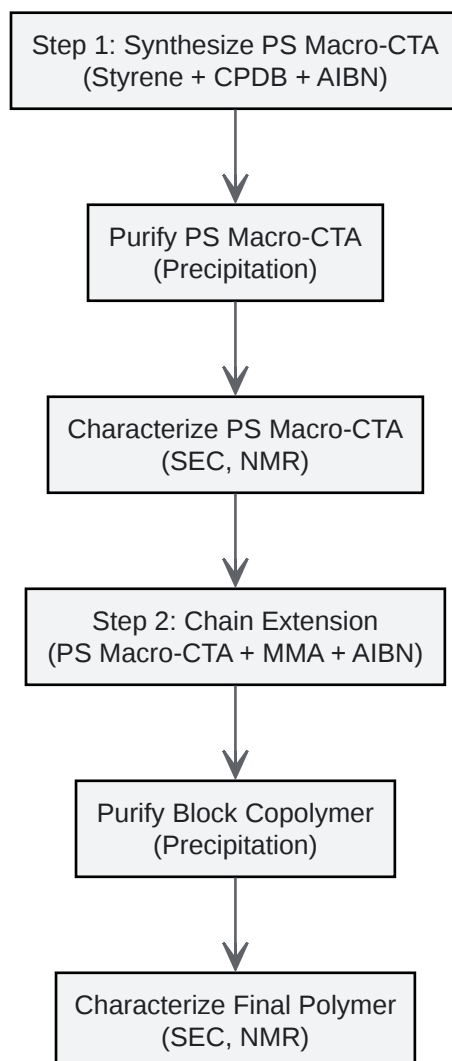 Step 1: Synthesize PS Macro-CTA
(Styrene + CPDB + AIBN)
Purify PS Macro-CTA
(Precipitation)
Characterize PS Macro-CTA
(SEC, NMR)
Step 2: Chain Extension
(PS Macro-CTA + MMA + AIBN)
Purify Block Copolymer
(Precipitation)
Characterize Final Polymer
(SEC, NMR)